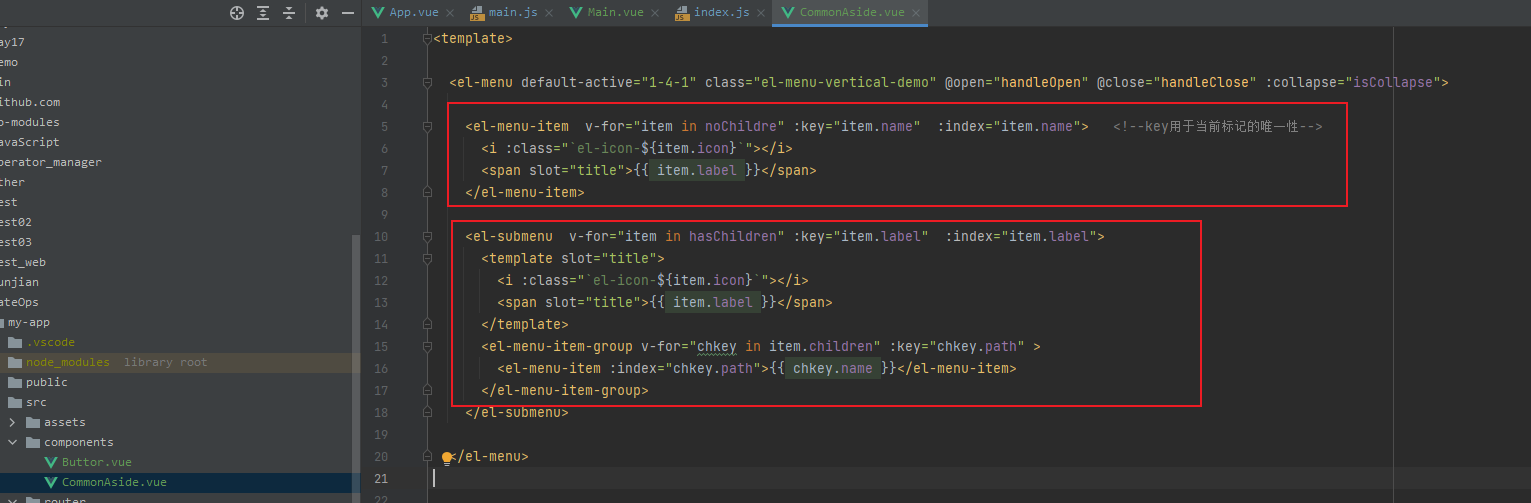 App.vue
main.js
Main.vue
index.js
CommonAside.vue
ay17
emo
in
ithub.com
o-modules
avaScript
perator_manager
ther
est
est02
est03
est_web
unjian
ateOps
my-app
.vscode
node_modules library root
public
src
assets
components
Buttor.vue
CommonAside.vue
router
1 <template>
2
3 <el-menu default-active="1-4-1" class="el-menu-vertical-demo" @open="handleOpen" @close="handleClose" :collapse="isCollapse">
4
5 <el-menu-item v-for="item in noChildre" :key="item.name" :index="item.name"> <!--key用于当前标记的唯一性-->
6 <i :class="`el-icon-${item.icon}`"></i>
7 <span slot="title">{{ item.label }}</span>
8 </el-menu-item>
9
10 <el-submenu v-for="item in hasChildren" :key="item.label" :index="item.label">
11 <template slot="title">
12 <i :class="`el-icon-${item.icon}`"></i>
13 <span slot="title">{{ item.label }}</span>
14 </template>
15 <el-menu-item-group v-for="chkey in item.children" :key="chkey.path" >
16 <el-menu-item :index="chkey.path">{{ chkey.name }}</el-menu-item>
17 </el-menu-item-group>
18 </el-submenu>
19
20 </el-menu>
21
22